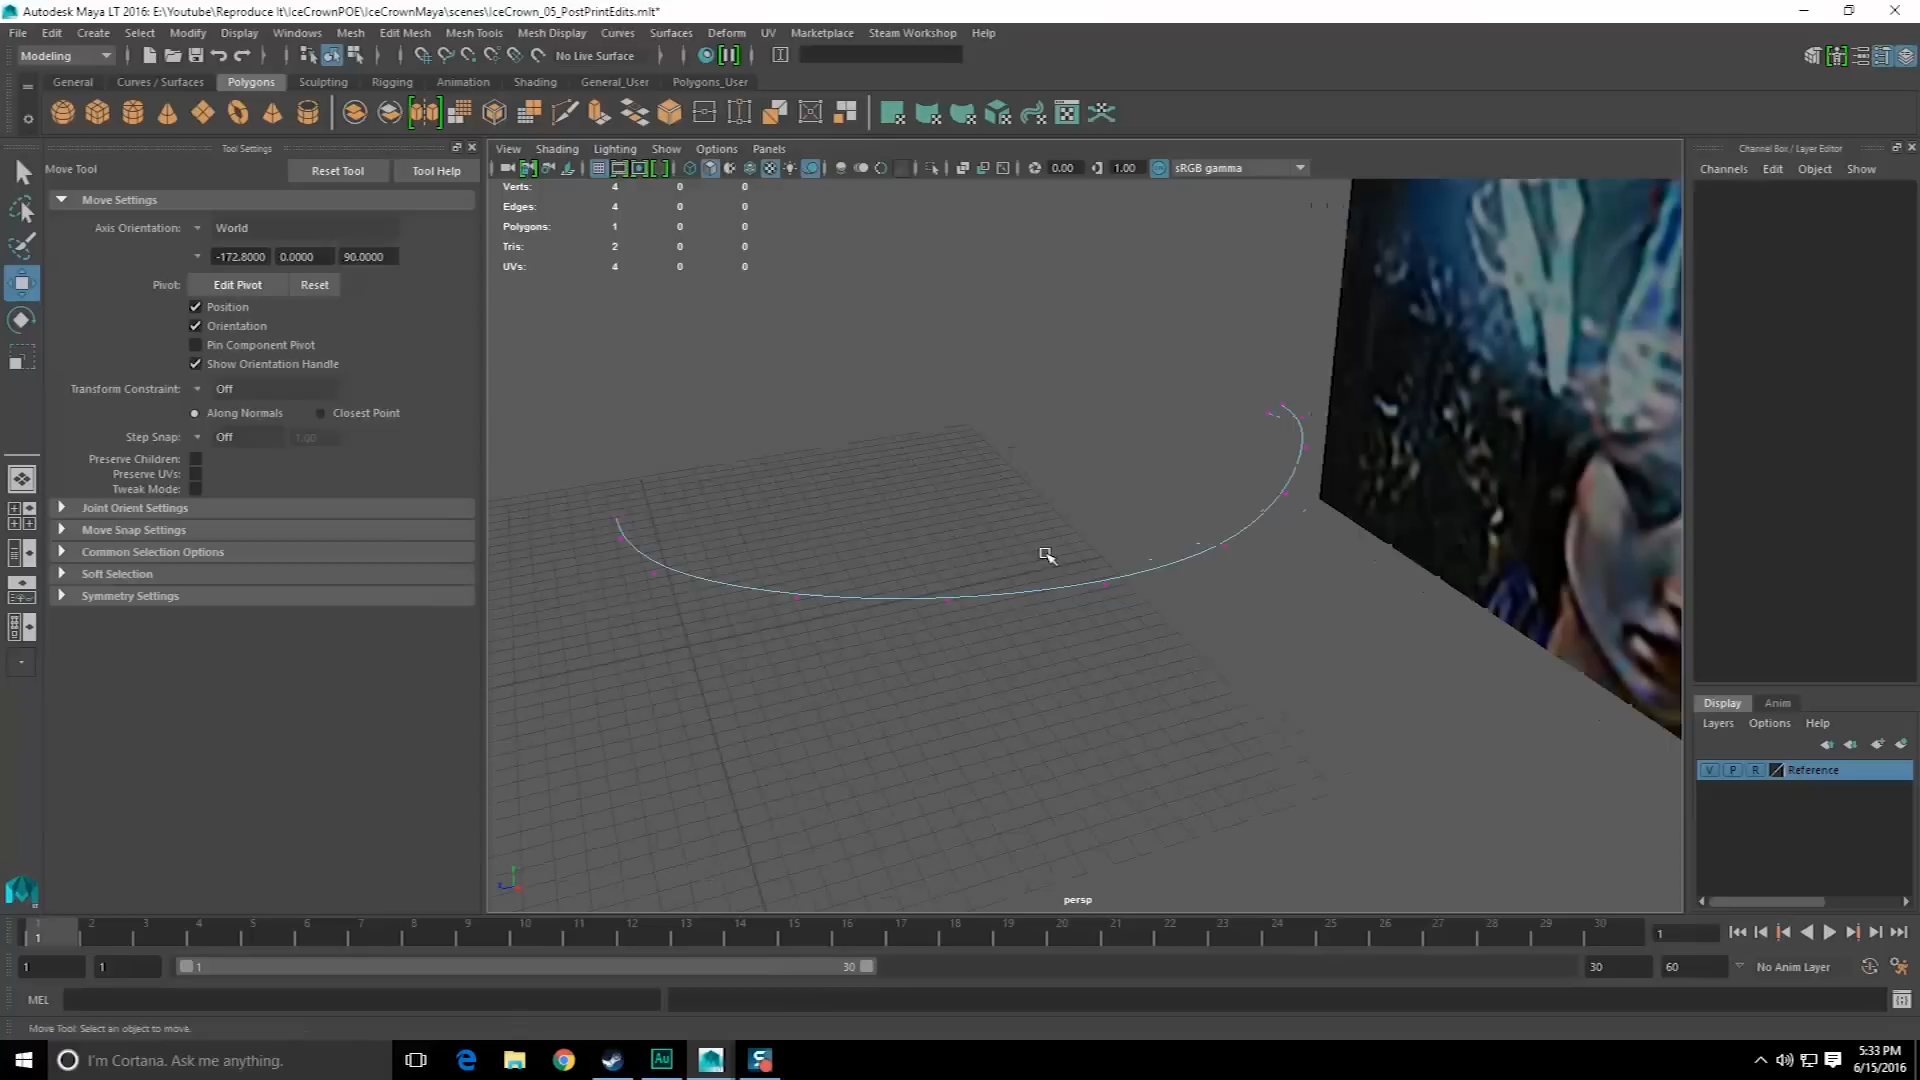 Autodesk Maya LT 2016: E:\Youtube\Reproduce It\IceCrownPOE\IceCrownMaya\scenes\IceCrown_05_PostPrintEdits.mlt*
File Edit Create Select Modify Display Windows Mesh Edit Mesh Mesh Tools Mesh Display Curves Surfaces Deform UV Marketplace Steam Workshop Help
Modeling No Live Surface
General Curves / Surfaces Polygons Sculpting Rigging Animation Shading General_User Polygons_User
Tool Settings
Move Tool Reset Tool Tool Help
Move Settings
Axis Orientation: World
-172.8000 0.0000 90.0000
Pivot: Edit Pivot Reset
Position
Orientation
Pin Component Pivot
Show Orientation Handle
Transform Constraint: Off
Along Normals Closest Point
Step Snap: Off 1.00
Preserve Children:
Preserve UVs:
Tweak Mode:
Joint Orient Settings
Move Snap Settings
Common Selection Options
Soft Selection
Symmetry Settings
View Shading Lighting Show Options Panels
0.00 1.00 sRGB gamma
Verts: 4 0 0
Edges: 4 0 0
Polygons: 1 0 0
Tris: 2 0 0
UVs: 4 0 0
persp
Channel Box / Layer Editor
Channels Edit Object Show
Display Anim
Layers Options Help
V P R Reference
1 2 3 4 5 6 7 8 9 10 11 12 13 14 15 16 17 18 19 20 21 22 23 24 25 26 27 28 29 30
1 1
1 1 1 30 30 60 No Anim Layer
MEL
Move Tool: Select an object to move.
I'm Cortana. Ask me anything.
Au
5:33 PM
6/15/2016